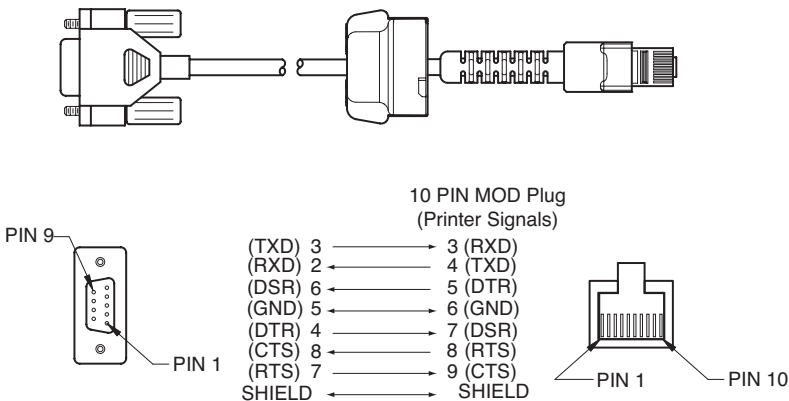 10 PIN MOD Plug
(Printer Signals)
PIN 9
(TXD) 3 3 (RXD)
(RXD) 2 4 (TXD)
(DSR) 6 5 (DTR)
(GND) 5 6 (GND)
(DTR) 4 7 (DSR)
(CTS) 8 8 (RTS)
(RTS) 7 9 (CTS)
SHIELD SHIELD
PIN 1
PIN 1
PIN 10